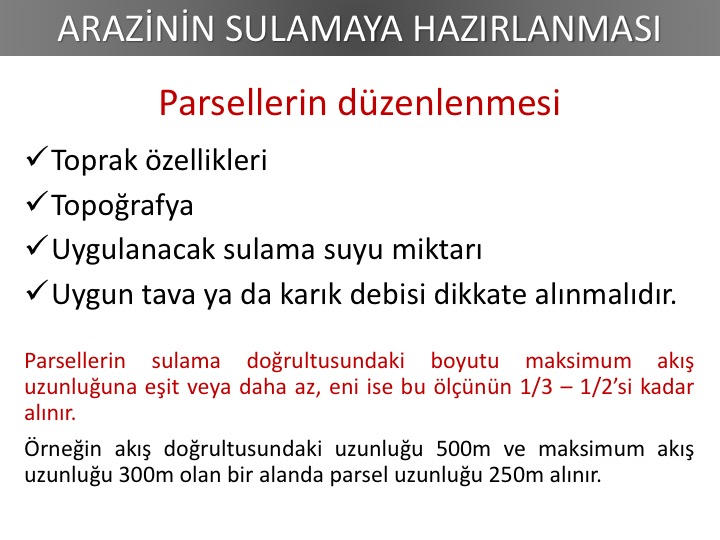 ARAZİNİN SULAMAYA HAZIRLANMASI
Parsellerin düzenlenmesi
✓Toprak özellikleri
✓Topoğrafya
✓Uygulanacak sulama suyu miktarı
✓Uygun tava ya da karık debisi dikkate alınmalıdır.
Parsellerin sulama doğrultusundaki boyutu maksimum akış
uzunluğuna eşit veya daha az, eni ise bu ölçünün 1/3 – 1/2’si kadar
alınır.
Örneğin akış doğrultusundaki uzunluğu 500m ve maksimum akış
uzunluğu 300m olan bir alanda parsel uzunluğu 250m alınır.